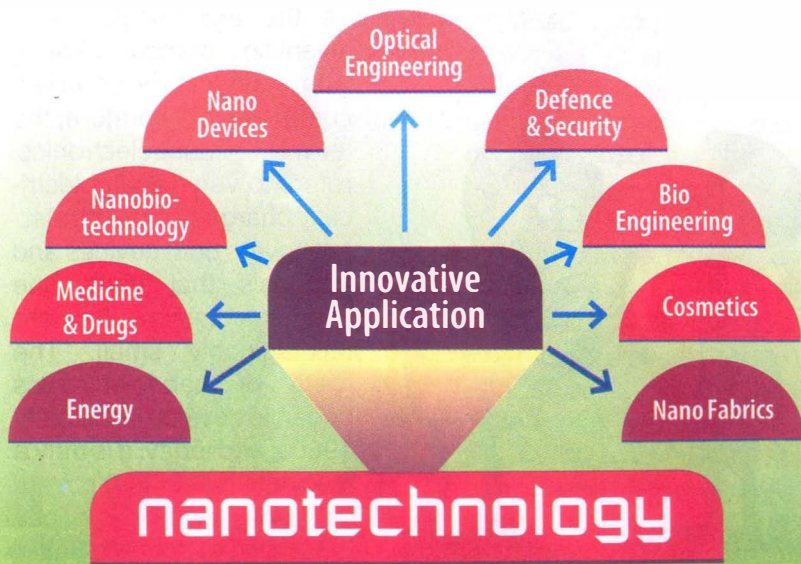 Optical
Engineering
Nano
Devices
Defence
& Security
Nanobio-
technology
Bio
Engineering
Innovative
Application
Medicine
& Drugs
Cosmetics
Energy
Nano Fabrics
nanotechnology